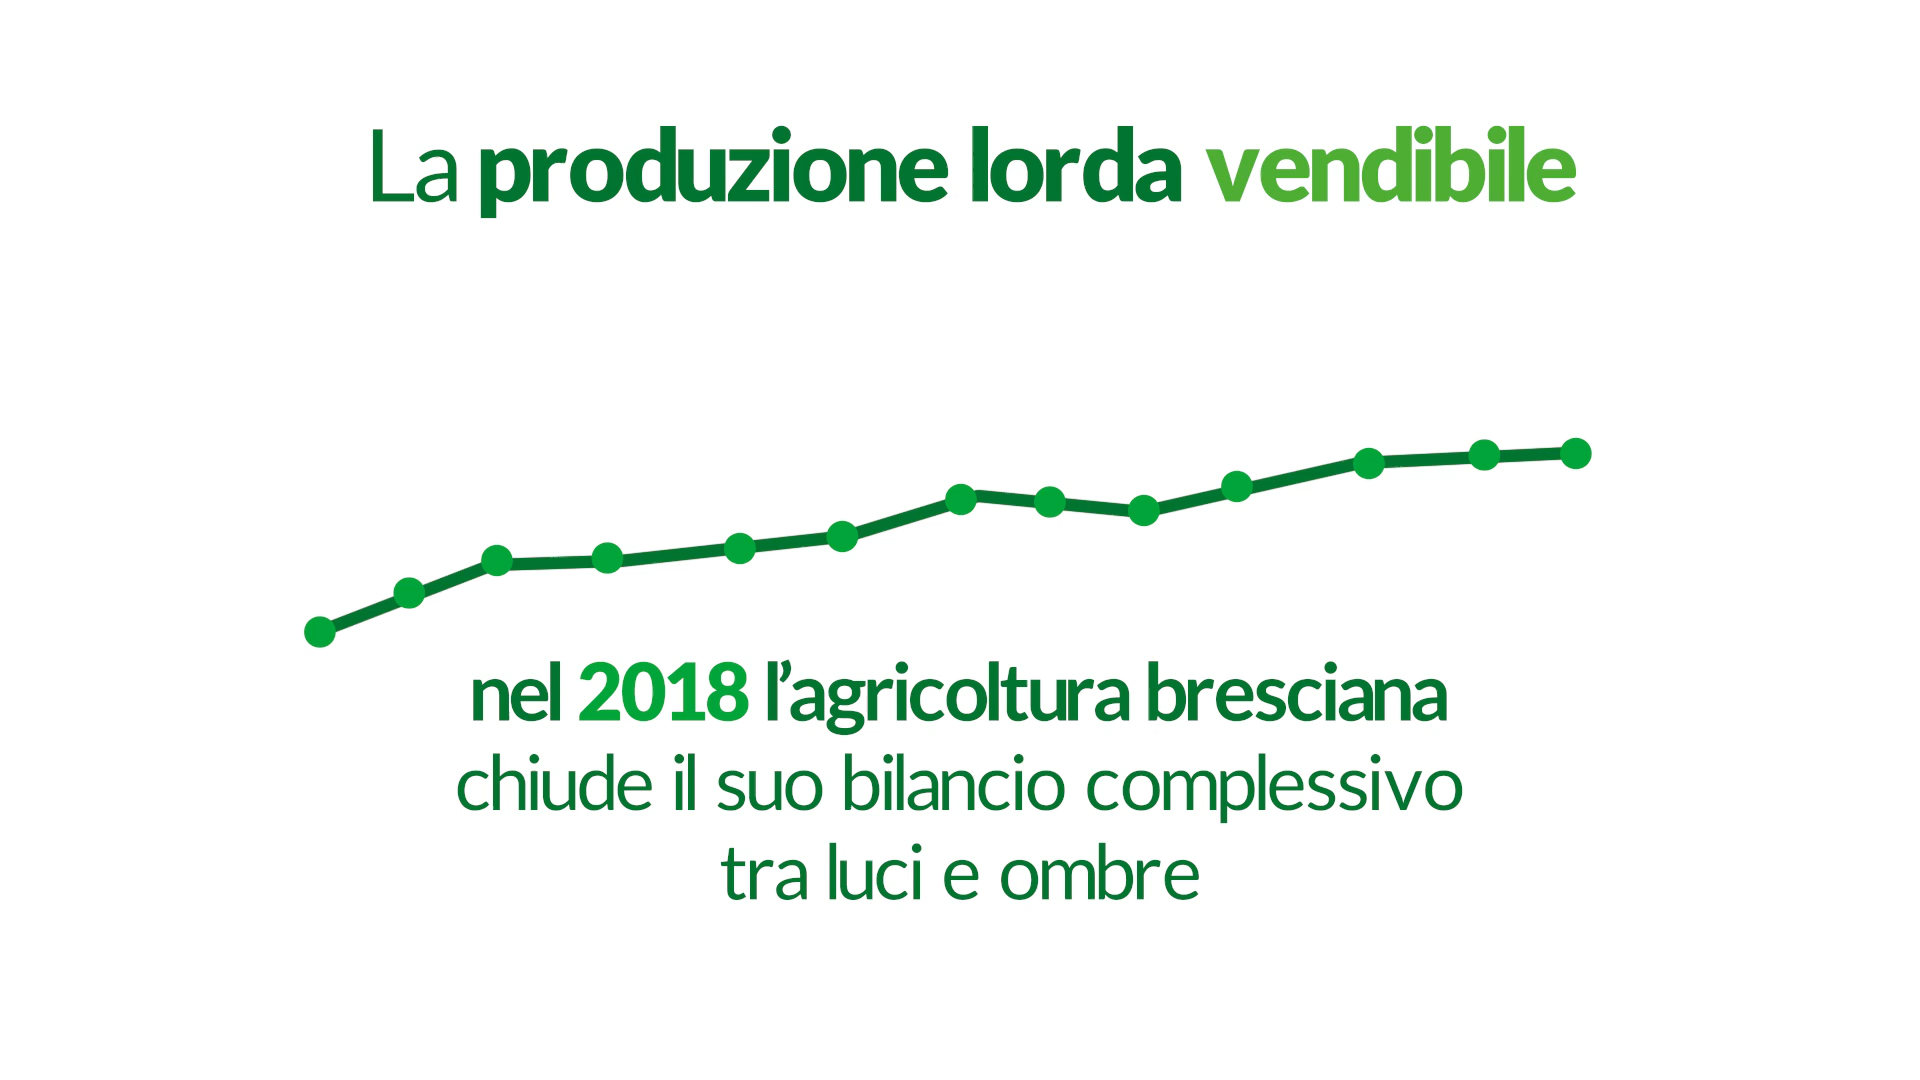 La produzione lorda vendibile
nel 2018 l’agricoltura bresciana
chiude il suo bilancio complessivo
tra luci e ombre